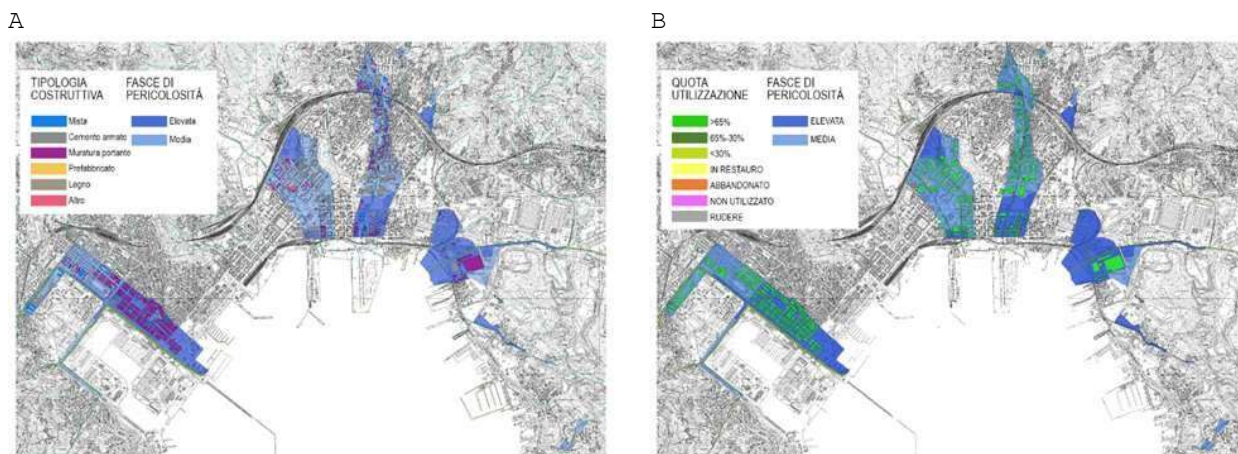 A
B
TIPOLOGIA COSTRUTTIVA
Mista
Cemento armato
Muratura portante
Prefabbricato
Legno
Altro
FASCE DI PERICOLOSITÀ
Elevata
Media
QUOTA UTILIZZAZIONE
>65%
65%-30%
<30%
IN RESTAURO
ABBANDONATO
NON UTILIZZATO
RUDERE
FASCE DI PERICOLOSITÀ
ELEVATA
MEDIA